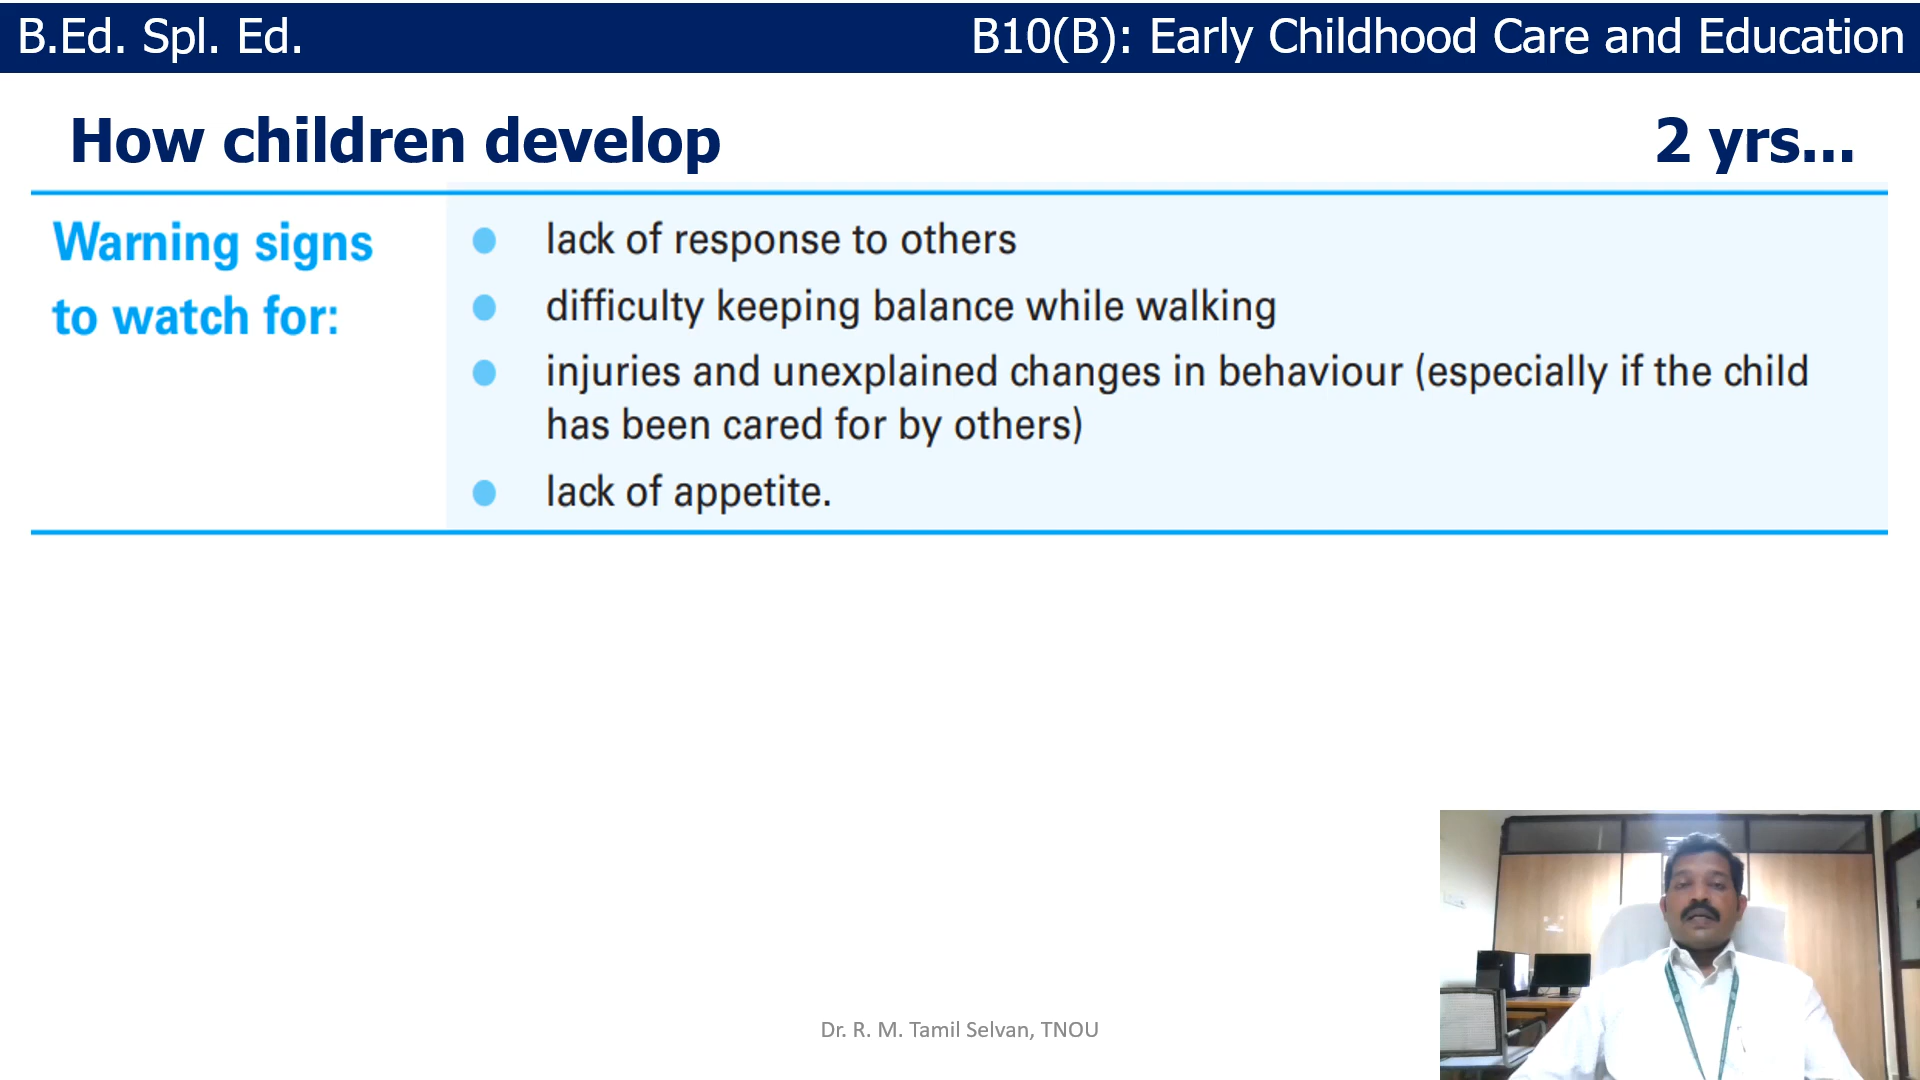 B.Ed. Spl. Ed.
B10(B): Early Childhood Care and Education
How children develop
2 yrs...
Warning signs
to watch for:
lack of response to others
difficulty keeping balance while walking
injuries and unexplained changes in behaviour (especially if the child
has been cared for by others)
lack of appetite.
Dr. R. M. Tamil Selvan, TNOU